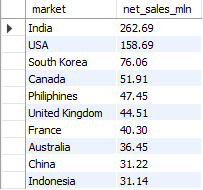 market net_sales_mln
India 262.69
USA 158.69
South Korea 76.06
Canada 51.91
Philiphines 47.45
United Kingdom 44.51
France 40.30
Australia 36.45
China 31.22
Indonesia 31.14